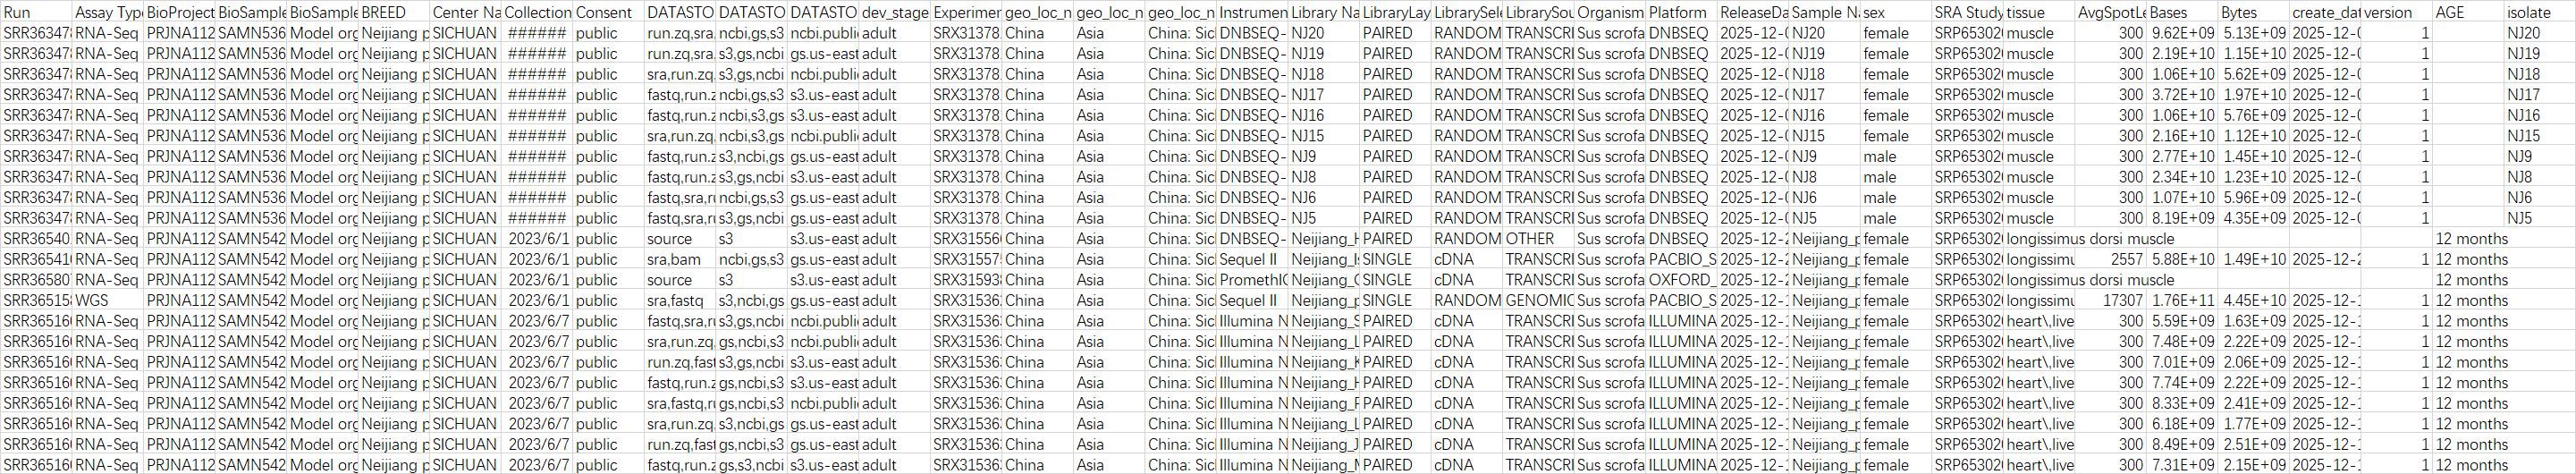 Run Assay Type BioProject BioSample BioSampl BREED Center Na Collection Consent DATASTO DATASTO DATASTO dev_stage Experimen geo_loc_n geo_loc_n geo_loc_n Instrumen Library Na LibraryLay LibrarySele LibrarySou Organism Platform ReleaseDa Sample Na sex SRA Study tissue AvgSpotLe Bases Bytes create_dat version AGE isolate
SRR36347 RNA-Seq PRJNA112 SAMN536 Model org Neijiang p SICHUAN ###### public run.zq,sra, ncbi,gs,s3 ncbi.public adult SRX31378 China Asia China: Sic DNBSEQ- NJ20 PAIRED RANDOM TRANSCRI Sus scrofa DNBSEQ 2025-12-0 NJ20 female SRP65302 muscle 300 9.62E+09 5.13E+09 2025-12-0 1 NJ20
SRR36347 RNA-Seq PRJNA112 SAMN536 Model org Neijiang p SICHUAN ###### public run.zq,sra, s3,gs,ncbi s3.us-east adult SRX31378 China Asia China: Sic DNBSEQ- NJ19 PAIRED RANDOM TRANSCRI Sus scrofa DNBSEQ 2025-12-0 NJ19 female SRP65302 muscle 300 2.19E+10 1.15E+10 2025-12-0 1 NJ19
SRR36347 RNA-Seq PRJNA112 SAMN536 Model org Neijiang p SICHUAN ###### public sra,run.zq, s3,gs,ncbi ncbi.public adult SRX31378 China Asia China: Sic DNBSEQ- NJ18 PAIRED RANDOM TRANSCRI Sus scrofa DNBSEQ 2025-12-0 NJ18 female SRP65302 muscle 300 1.06E+10 5.62E+09 2025-12-0 1 NJ18
SRR36347 RNA-Seq PRJNA112 SAMN536 Model org Neijiang p SICHUAN ###### public fastq,run.z ncbi,gs,s3 s3.us-east adult SRX31378 China Asia China: Sic DNBSEQ- NJ17 PAIRED RANDOM TRANSCRI Sus scrofa DNBSEQ 2025-12-0 NJ17 female SRP65302 muscle 300 3.72E+10 1.97E+10 2025-12-0 1 NJ17
SRR36347 RNA-Seq PRJNA112 SAMN536 Model org Neijiang p SICHUAN ###### public fastq,run.z ncbi,s3,gs s3.us-east adult SRX31378 China Asia China: Sic DNBSEQ- NJ16 PAIRED RANDOM TRANSCRI Sus scrofa DNBSEQ 2025-12-0 NJ16 female SRP65302 muscle 300 1.06E+10 5.76E+09 2025-12-0 1 NJ16
SRR36347 RNA-Seq PRJNA112 SAMN536 Model org Neijiang p SICHUAN ###### public sra,run.zq, ncbi,gs,s3 ncbi.public adult SRX31378 China Asia China: Sic DNBSEQ- NJ15 PAIRED RANDOM TRANSCRI Sus scrofa DNBSEQ 2025-12-0 NJ15 female SRP65302 muscle 300 2.16E+10 1.12E+10 2025-12-0 1 NJ15
SRR36347 RNA-Seq PRJNA112 SAMN536 Model org Neijiang p SICHUAN ###### public fastq,run.z s3,ncbi,gs gs.us-east adult SRX31378 China Asia China: Sic DNBSEQ- NJ9 PAIRED RANDOM TRANSCRI Sus scrofa DNBSEQ 2025-12-0 NJ9 male SRP65302 muscle 300 2.77E+10 1.45E+10 2025-12-0 1 NJ9
SRR36347 RNA-Seq PRJNA112 SAMN536 Model org Neijiang p SICHUAN ###### public fastq,run.z s3,gs,ncbi gs.us-east adult SRX31378 China Asia China: Sic DNBSEQ- NJ8 PAIRED RANDOM TRANSCRI Sus scrofa DNBSEQ 2025-12-0 NJ8 male SRP65302 muscle 300 2.34E+10 1.23E+10 2025-12-0 1 NJ8
SRR36347 RNA-Seq PRJNA112 SAMN536 Model org Neijiang p SICHUAN ###### public fastq,sra,ru ncbi,gs,s3 gs.us-east adult SRX31378 China Asia China: Sic DNBSEQ- NJ6 PAIRED RANDOM TRANSCRI Sus scrofa DNBSEQ 2025-12-0 NJ6 male SRP65302 muscle 300 1.07E+10 5.96E+09 2025-12-0 1 NJ6
SRR36347 RNA-Seq PRJNA112 SAMN536 Model org Neijiang p SICHUAN ###### public fastq,sra,ru s3,gs,ncbi s3.us-east adult SRX31378 China Asia China: Sic DNBSEQ- NJ5 PAIRED RANDOM TRANSCRI Sus scrofa DNBSEQ 2025-12-0 NJ5 male SRP65302 muscle 300 8.19E+09 4.35E+09 2025-12-0 1 NJ5
SRR36540 RNA-Seq PRJNA112 SAMN542 Model org Neijiang p SICHUAN 2023/6/1 public source s3 s3.us-east adult SRX31556 China Asia China: Sic DNBSEQ- Neijiang_H PAIRED RANDOM OTHER Sus scrofa DNBSEQ 2025-12-2 Neijiang_p female SRP65302 longissimus dorsi muscle 12 months
SRR36541 RNA-Seq PRJNA112 SAMN542 Model org Neijiang p SICHUAN 2023/6/1 public sra,bam ncbi,gs,s3 s3.us-east adult SRX31557 China Asia China: Sic Sequel II Neijiang_Is SINGLE cDNA TRANSCRI Sus scrofa PACBIO_S 2025-12-2 Neijiang_p female SRP65302 longissimu 2557 5.88E+10 1.49E+10 2025-12-2 1 12 months
SRR36580 RNA-Seq PRJNA112 SAMN542 Model org Neijiang p SICHUAN 2023/6/1 public source s3 s3.us-east adult SRX31593 China Asia China: Sic PromethIC Neijiang_C SINGLE cDNA TRANSCRI Sus scrofa OXFORD_ 2025-12-2 Neijiang_p female SRP65302 longissimus dorsi muscle 12 months
SRR36515 WGS PRJNA112 SAMN542 Model org Neijiang p SICHUAN 2023/6/1 public sra,fastq s3,ncbi,gs gs.us-east adult SRX31536 China Asia China: Sic Sequel II Neijiang_p SINGLE RANDOM GENOMIC Sus scrofa PACBIO_S 2025-12-1 Neijiang_p female SRP65302 longissimu 17307 1.76E+11 4.45E+10 2025-12-1 1 12 months
SRR36516 RNA-Seq PRJNA112 SAMN542 Model org Neijiang p SICHUAN 2023/6/7 public fastq,sra,ru s3,gs,ncbi ncbi.public adult SRX31536 China Asia China: Sic Illumina N Neijiang_S PAIRED cDNA TRANSCRI Sus scrofa ILLUMINA 2025-12-1 Neijiang_p female SRP65302 heart\,live 300 5.59E+09 1.63E+09 2025-12-1 1 12 months
SRR36516 RNA-Seq PRJNA112 SAMN542 Model org Neijiang p SICHUAN 2023/6/7 public sra,run.zq, gs,ncbi,s3 ncbi.public adult SRX31536 China Asia China: Sic Illumina N Neijiang_L PAIRED cDNA TRANSCRI Sus scrofa ILLUMINA 2025-12-1 Neijiang_p female SRP65302 heart\,live 300 7.48E+09 2.22E+09 2025-12-1 1 12 months
SRR36516 RNA-Seq PRJNA112 SAMN542 Model org Neijiang p SICHUAN 2023/6/7 public run.zq,fast gs,ncbi,s3 s3.us-east adult SRX31536 China Asia China: Sic Illumina N Neijiang_K PAIRED cDNA TRANSCRI Sus scrofa ILLUMINA 2025-12-1 Neijiang_p female SRP65302 heart\,live 300 7.01E+09 2.06E+09 2025-12-1 1 12 months
SRR36516 RNA-Seq PRJNA112 SAMN542 Model org Neijiang p SICHUAN 2023/6/7 public fastq,run.z gs,ncbi,s3 s3.us-east adult SRX31536 China Asia China: Sic Illumina N Neijiang_H PAIRED cDNA TRANSCRI Sus scrofa ILLUMINA 2025-12-1 Neijiang_p female SRP65302 heart\,live 300 7.74E+09 2.22E+09 2025-12-1 1 12 months
SRR36516 RNA-Seq PRJNA112 SAMN542 Model org Neijiang p SICHUAN 2023/6/7 public sra,fastq,ru gs,ncbi,s3 ncbi.public adult SRX31536 China Asia China: Sic Illumina N Neijiang_F PAIRED cDNA TRANSCRI Sus scrofa ILLUMINA 2025-12-1 Neijiang_p female SRP65302 heart\,live 300 8.33E+09 2.41E+09 2025-12-1 1 12 months
SRR36516 RNA-Seq PRJNA112 SAMN542 Model org Neijiang p SICHUAN 2023/6/7 public sra,run.zq, s3,ncbi,gs gs.us-east adult SRX31536 China Asia China: Sic Illumina N Neijiang_L PAIRED cDNA TRANSCRI Sus scrofa ILLUMINA 2025-12-1 Neijiang_p female SRP65302 heart\,live 300 6.18E+09 1.77E+09 2025-12-1 1 12 months
SRR36516 RNA-Seq PRJNA112 SAMN542 Model org Neijiang p SICHUAN 2023/6/7 public run.zq,fast gs,ncbi,s3 gs.us-east adult SRX31536 China Asia China: Sic Illumina N Neijiang_J PAIRED cDNA TRANSCRI Sus scrofa ILLUMINA 2025-12-1 Neijiang_p female SRP65302 heart\,live 300 8.49E+09 2.51E+09 2025-12-1 1 12 months
SRR36516 RNA-Seq PRJNA112 SAMN542 Model org Neijiang p SICHUAN 2023/6/7 public fastq,run.z gs,s3,ncbi s3.us-east adult SRX31536 China Asia China: Sic Illumina N Neijiang_M PAIRED cDNA TRANSCRI Sus scrofa ILLUMINA 2025-12-1 Neijiang_p female SRP65302 heart\,live 300 7.31E+09 2.15E+09 2025-12-1 1 12 months